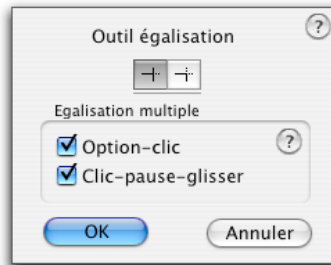 Outil égalisation
?
Egalisation multiple
Option-clic
?
Clic-pause-glisser
OK
Annuler